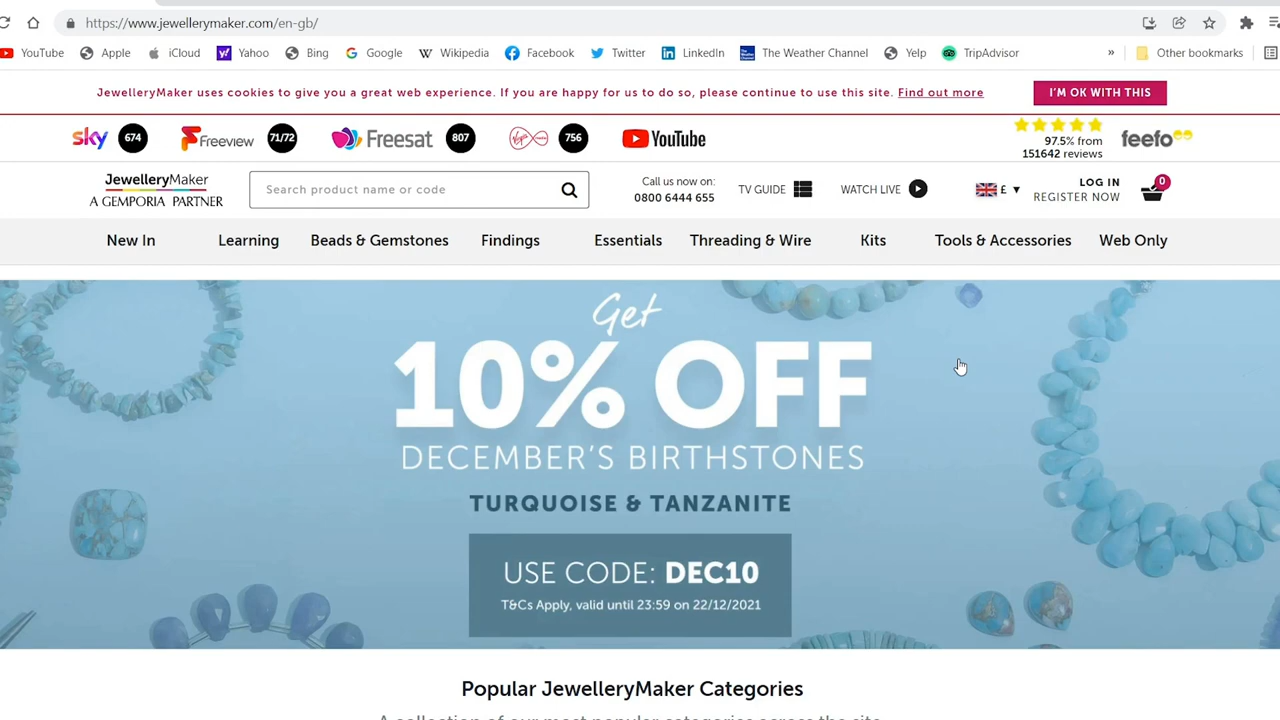 https://www.jewellerymaker.com/en-gb/
YouTube Apple iCloud Yahoo Bing Google Wikipedia Facebook Twitter LinkedIn The Weather Channel Yelp TripAdvisor » Other bookmarks
JewelleryMaker uses cookies to give you a great web experience. If you are happy for us to do so, please continue to use this site. Find out more I'M OK WITH THIS
sky 674 Freeview 71/72 Freesat 807 756 YouTube
97.5% from
151642 reviews
feefo
JewelleryMaker
A GEMPORIA PARTNER
Search product name or code
Call us now on:
0800 6444 655
TV GUIDE WATCH LIVE £ ▼
LOG IN
REGISTER NOW
0
New In Learning Beads & Gemstones Findings Essentials Threading & Wire Kits Tools & Accessories Web Only
Get
10% OFF
DECEMBER'S BIRTHSTONES
TURQUOISE & TANZANITE
USE CODE: DEC10
T&Cs Apply, valid until 23:59 on 22/12/2021
Popular JewelleryMaker Categories
A collection of our most popular categories across the site